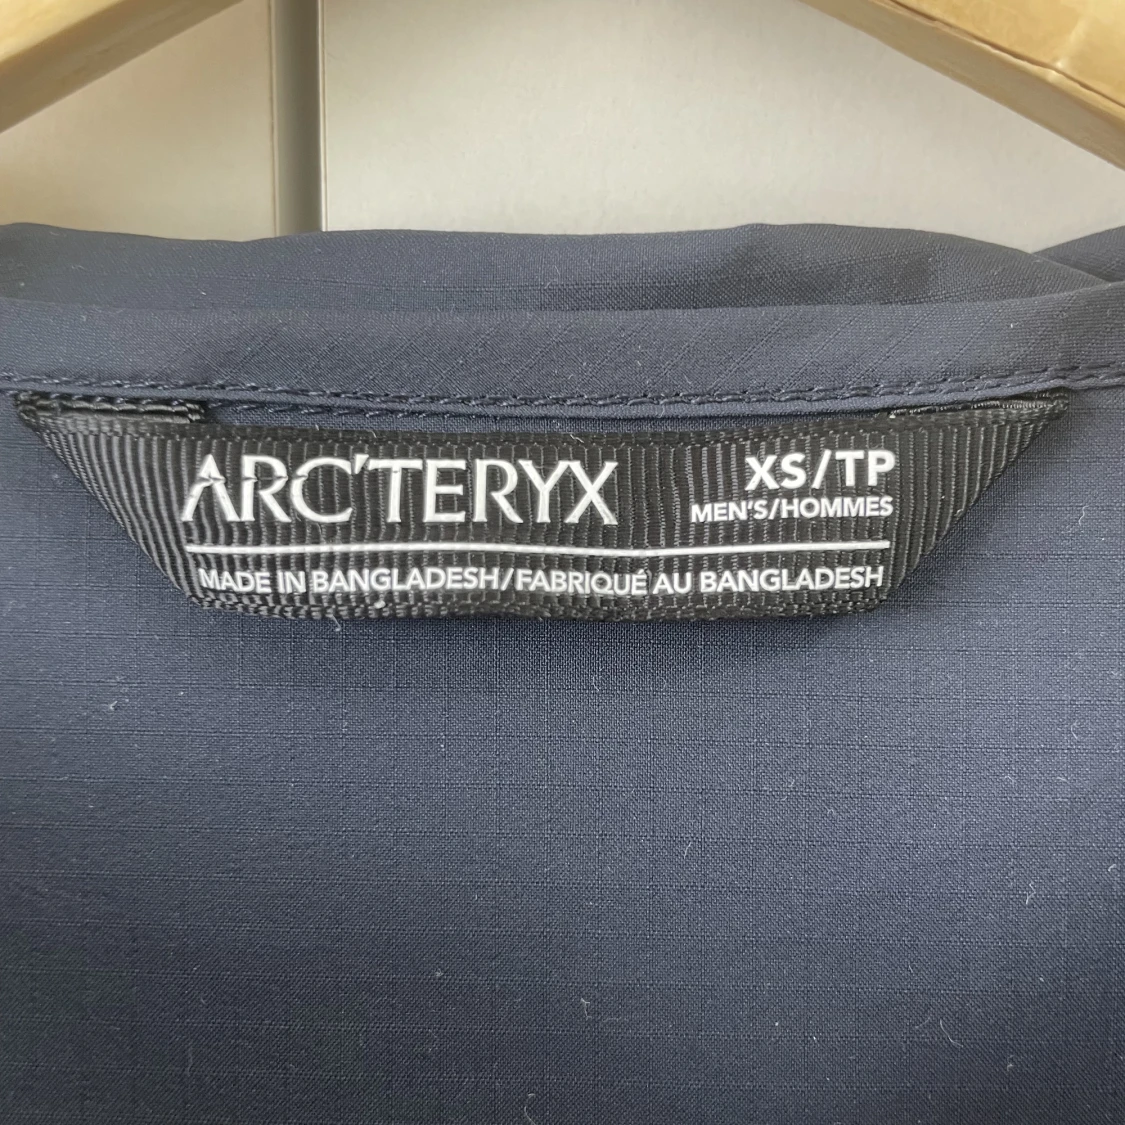 ARC'TERYX
XS/TP
MEN'S/HOMMES
MADE IN BANGLADESH/FABRIQUÉ AU BANGLADESH